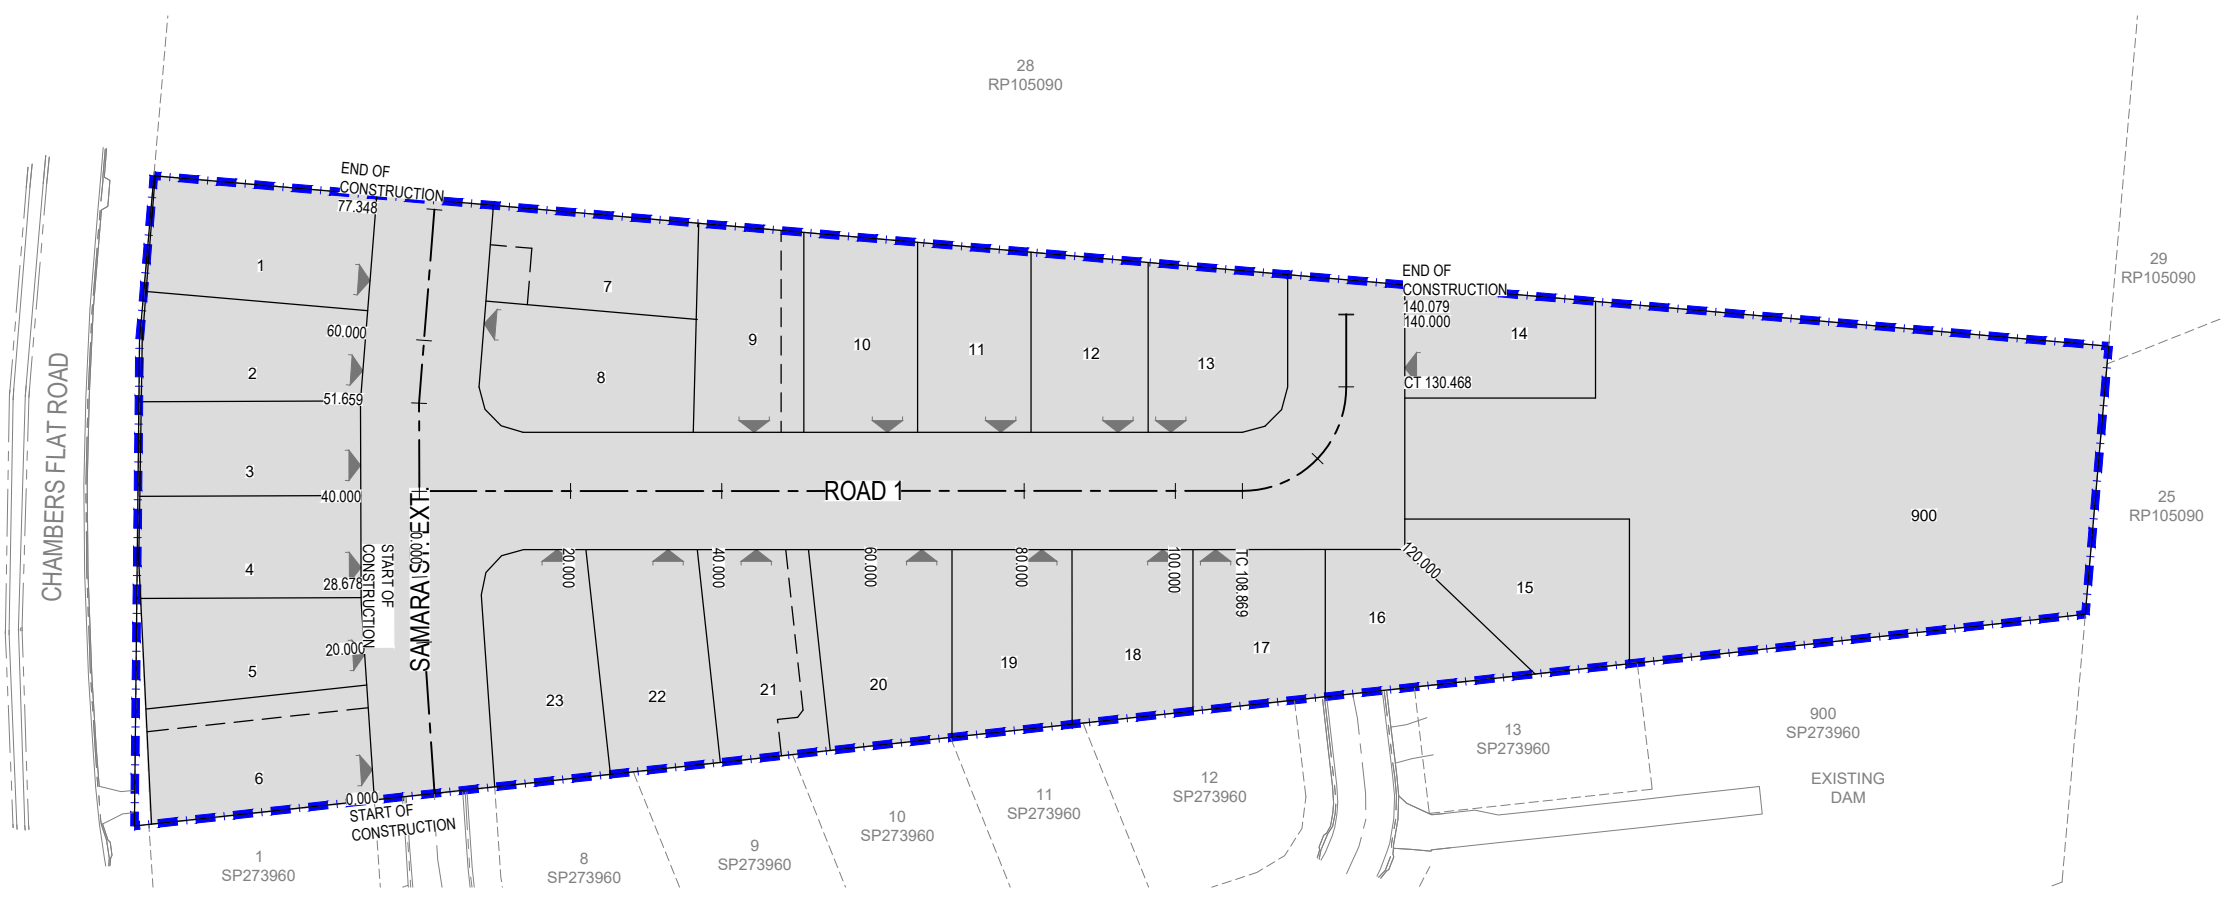 28
RP105090
END OF
CONSTRUCTION
77.348
1
7
29
RP105090
END OF
CONSTRUCTION
140.079
140.000
60.000
14
9
10
11
12
13
2
8
CT 130.468
51.659
CHAMBERS FLAT ROAD
3
40.000
ROAD 1
25
RP105090
900
SAMARA ST. EXT.
0.000
START OF
CONSTRUCTION
4
28.678
20.000
40.000
60.000
80.000
100.000
TC 108.869
120.000
15
16
5
20.000
17
18
19
20
21
22
23
6
0.000
START OF
CONSTRUCTION
13
SP273960
900
SP273960
EXISTING
DAM
12
SP273960
11
SP273960
10
SP273960
9
SP273960
8
SP273960
1
SP273960